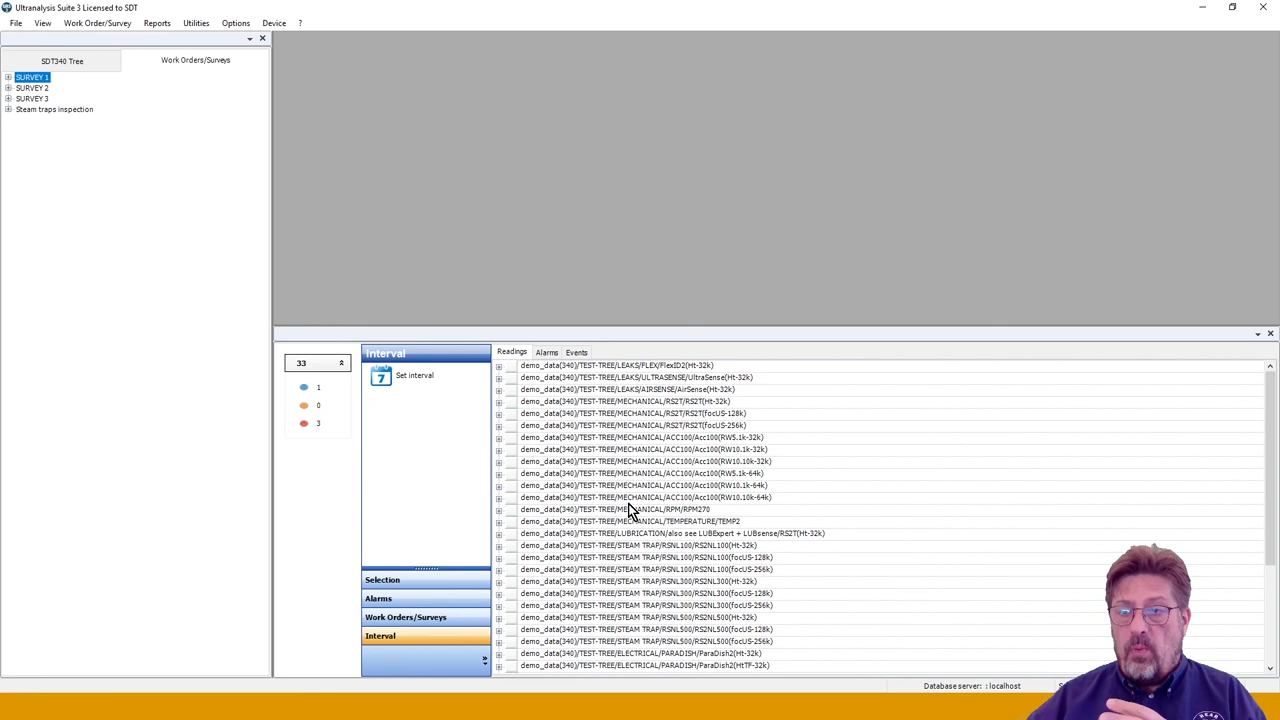 Ultranalysis Suite 3 Licensed to SDT
File View Work Order/Survey Reports Utilities Options Device ?
SDT340 Tree
Work Orders/Surveys
SURVEY 1
SURVEY 2
SURVEY 3
Steam traps inspection
33
1
0
3
Interval
7
Set interval
Selection
Alarms
Work Orders/Surveys
Interval
Readings Alarms Events
demo_data(340)/TEST-TREE/LEAKS/FLEX/FlexID2(Ht-32k)
demo_data(340)/TEST-TREE/LEAKS/ULTRASENSE/UltraSense(Ht-32k)
demo_data(340)/TEST-TREE/LEAKS/AIRSENSE/AirSense(Ht-32k)
demo_data(340)/TEST-TREE/MECHANICAL/RS2T/RS2T(Ht-32k)
demo_data(340)/TEST-TREE/MECHANICAL/RS2T/RS2T(focUS-128k)
demo_data(340)/TEST-TREE/MECHANICAL/RS2T/RS2T(focUS-256k)
demo_data(340)/TEST-TREE/MECHANICAL/ACC100/Acc100(RW5.1k-32k)
demo_data(340)/TEST-TREE/MECHANICAL/ACC100/Acc100(RW10.1k-32k)
demo_data(340)/TEST-TREE/MECHANICAL/ACC100/Acc100(RW10.10k-32k)
demo_data(340)/TEST-TREE/MECHANICAL/ACC100/Acc100(RW5.1k-64k)
demo_data(340)/TEST-TREE/MECHANICAL/ACC100/Acc100(RW10.1k-64k)
demo_data(340)/TEST-TREE/MECHANICAL/ACC100/Acc100(RW10.10k-64k)
demo_data(340)/TEST-TREE/MECHANICAL/RPM/RPM270
demo_data(340)/TEST-TREE/MECHANICAL/TEMPERATURE/TEMP2
demo_data(340)/TEST-TREE/LUBRICATION/also see LUBExpert + LUBsense/RS2T(Ht-32k)
demo_data(340)/TEST-TREE/STEAM TRAP/RSNL100/RS2NL100(Ht-32k)
demo_data(340)/TEST-TREE/STEAM TRAP/RSNL100/RS2NL100(focUS-128k)
demo_data(340)/TEST-TREE/STEAM TRAP/RSNL100/RS2NL100(focUS-256k)
demo_data(340)/TEST-TREE/STEAM TRAP/RSNL300/RS2NL300(Ht-32k)
demo_data(340)/TEST-TREE/STEAM TRAP/RSNL300/RS2NL300(focUS-128k)
demo_data(340)/TEST-TREE/STEAM TRAP/RSNL300/RS2NL300(focUS-256k)
demo_data(340)/TEST-TREE/STEAM TRAP/RSNL500/RS2NL500(Ht-32k)
demo_data(340)/TEST-TREE/STEAM TRAP/RSNL500/RS2NL500(focUS-128k)
demo_data(340)/TEST-TREE/STEAM TRAP/RSNL500/RS2NL500(focUS-256k)
demo_data(340)/TEST-TREE/ELECTRICAL/PARADISH/ParaDish2(Ht-32k)
demo_data(340)/TEST-TREE/ELECTRICAL/PARADISH/ParaDish2(HtTF-32k)
Database server: : localhost